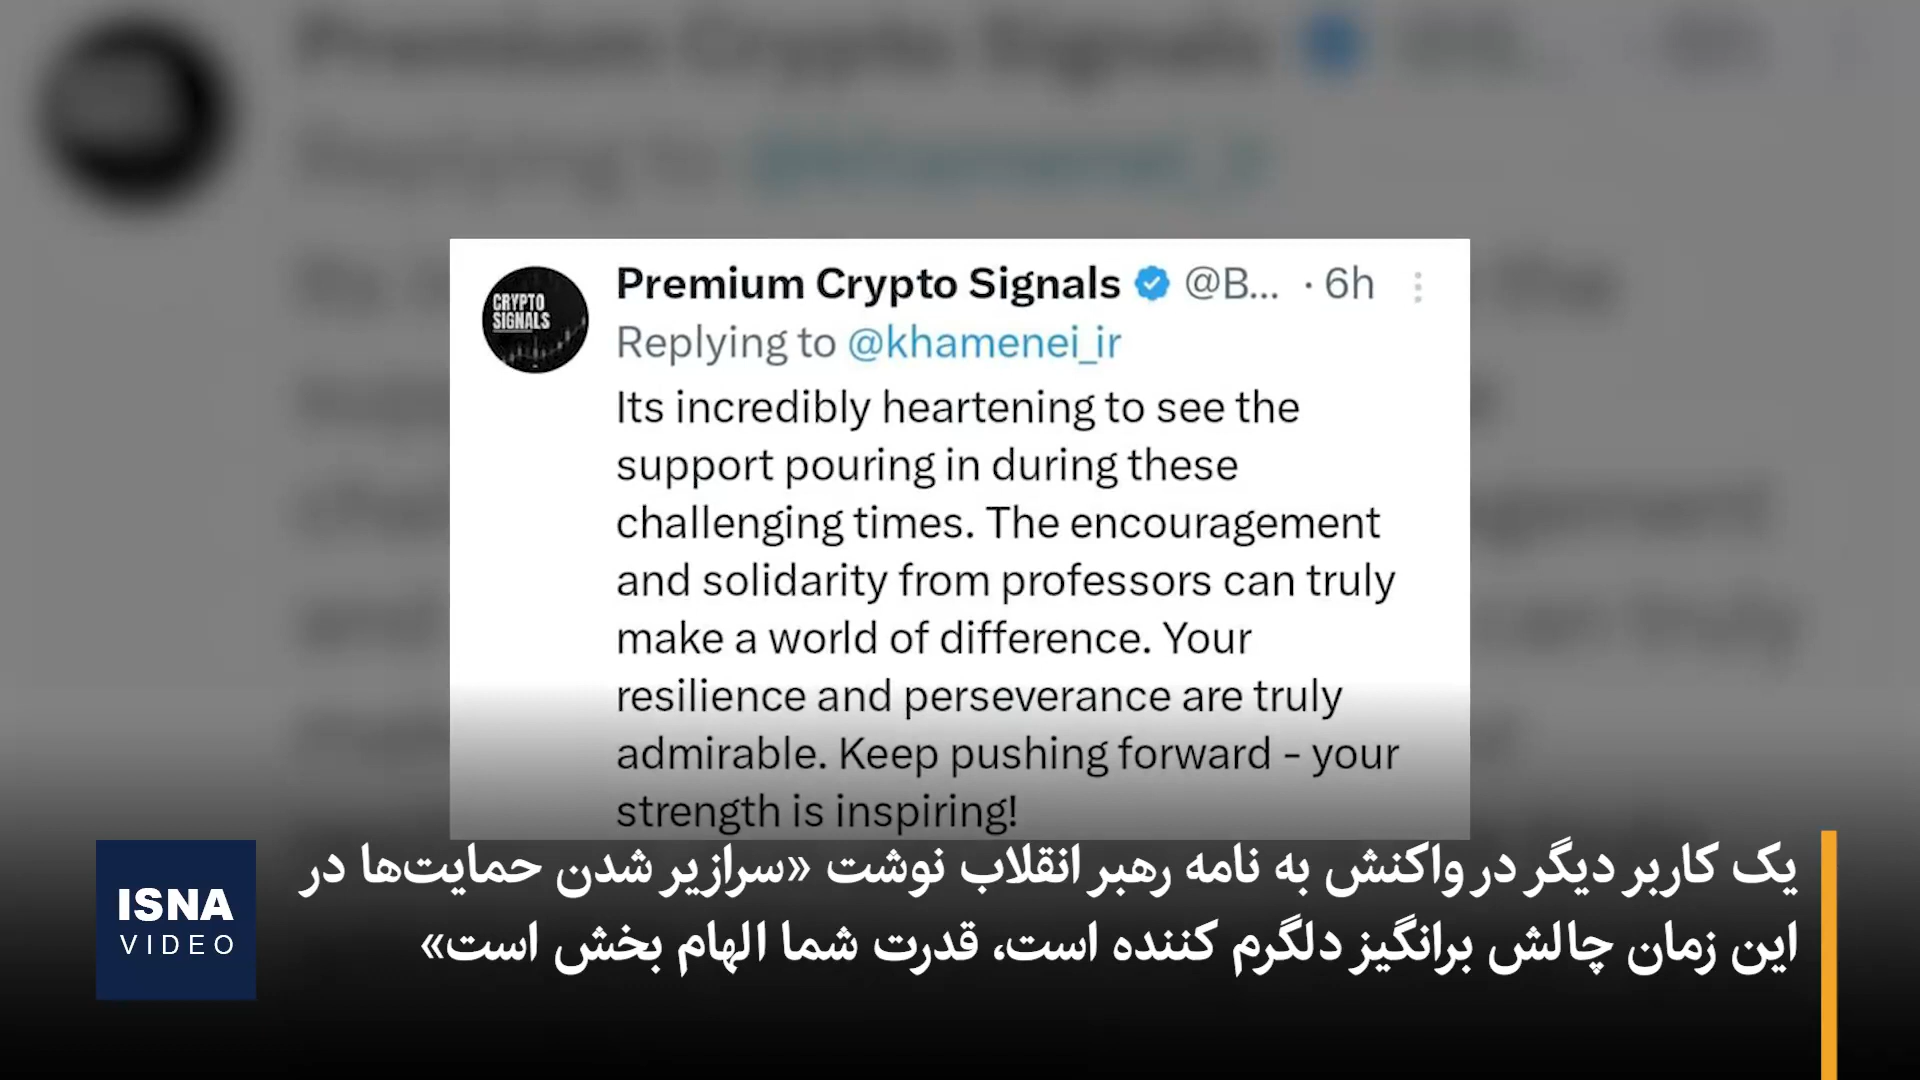 Premium Crypto Signals @B... · 6h
CRYPTO
SIGNALS
Replying to @khamenei_ir
Its incredibly heartening to see the
support pouring in during these
challenging times. The encouragement
and solidarity from professors can truly
make a world of difference. Your
resilience and perseverance are truly
admirable. Keep pushing forward - your
strength is inspiring!
یک کاربر دیگر در واکنش به نامه رهبر انقلاب نوشت «سرازیر شدن حمایت‌ها در
این زمان چالش برانگیز دلگرم کننده است، قدرت شما الهام بخش است»
ISNA
VIDEO